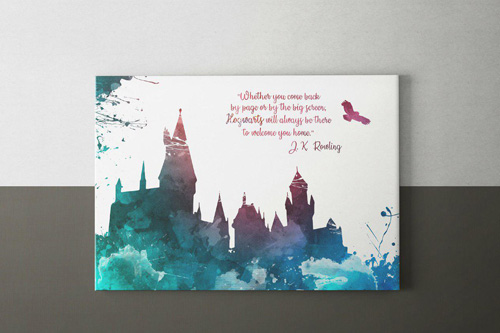 "Whether you come back
by page or by the big screen,
Hogwarts will always be there
to welcome you home."
J. K. Rowling